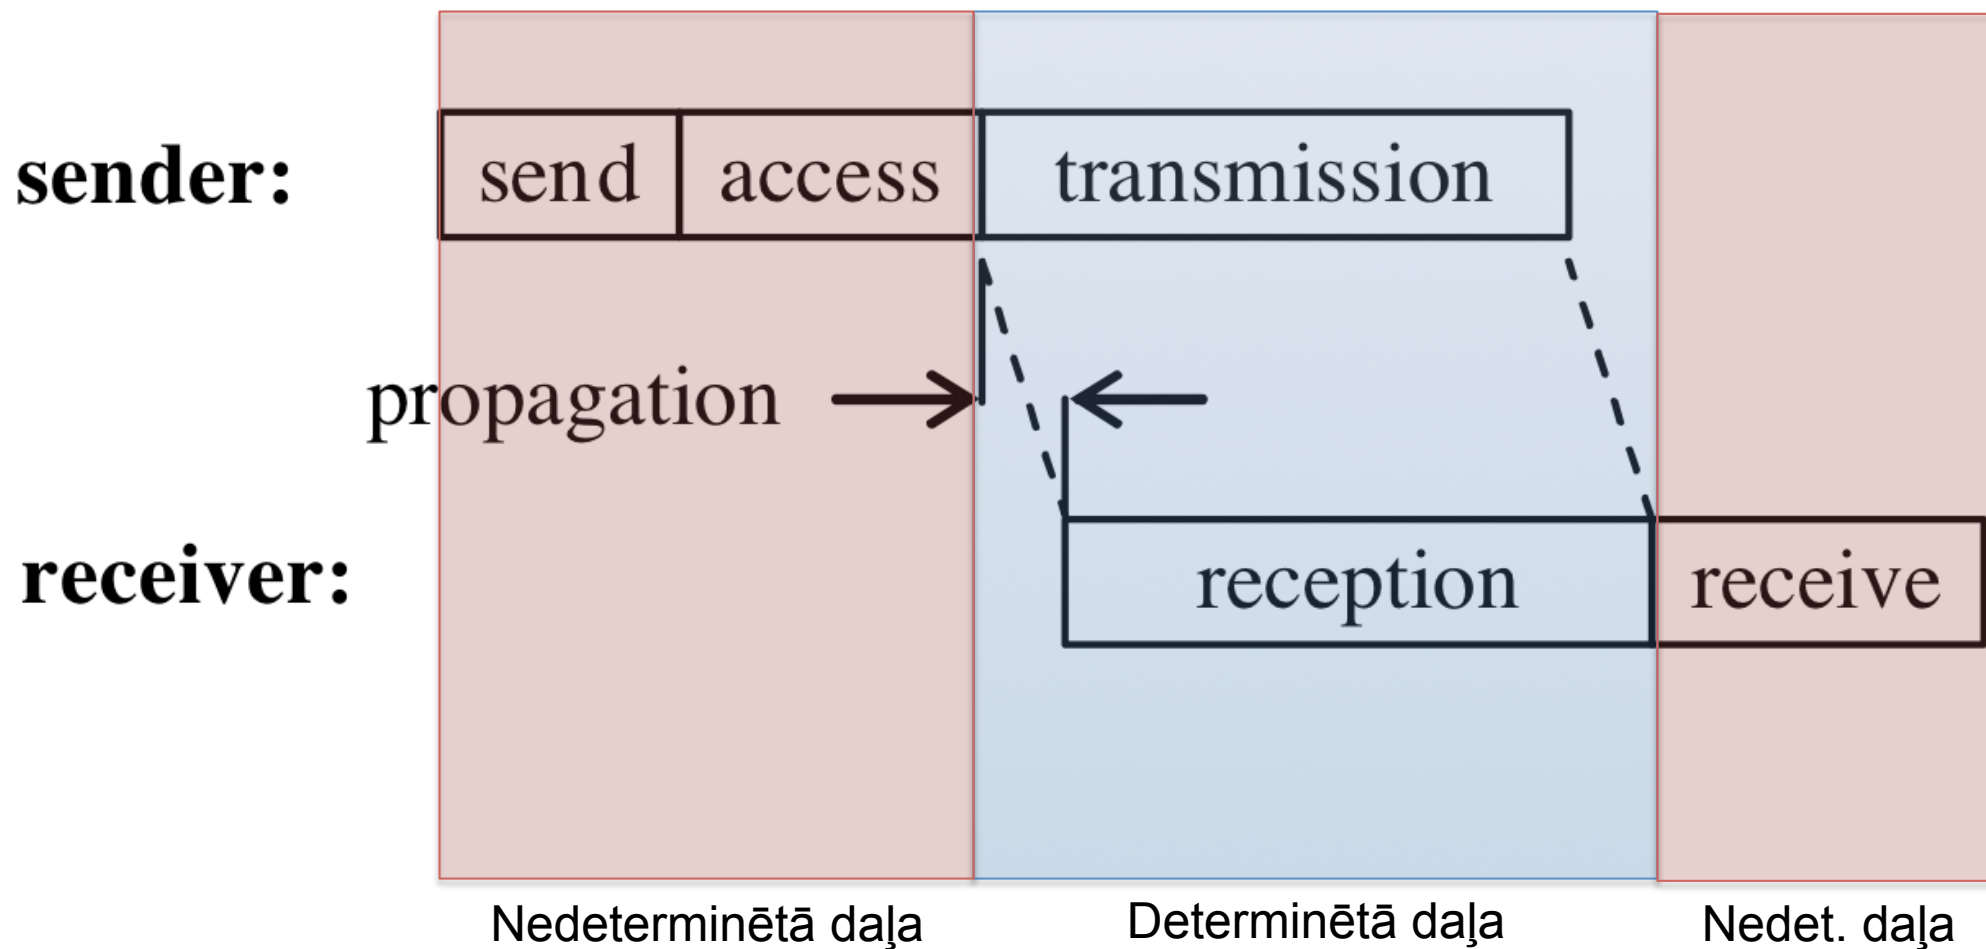 sender: send access transmission
propagation
receiver: reception receive
Nedeterminētā daļa Determinētā daļa Nedet. daļa